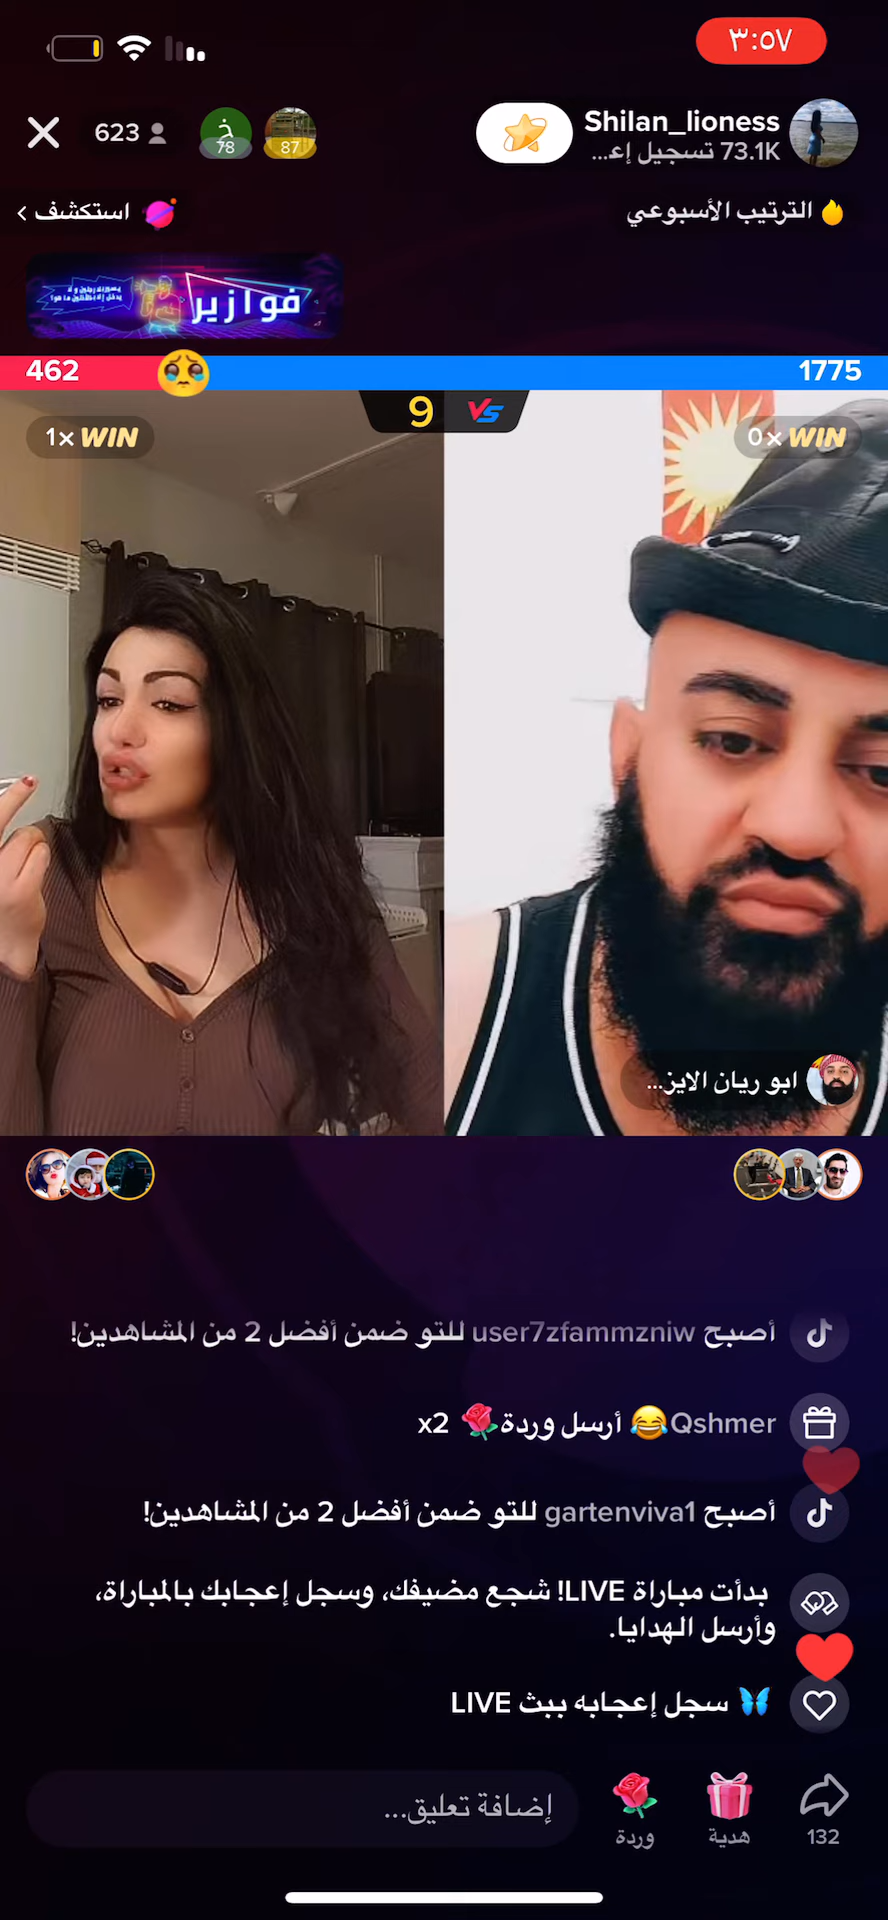 ٣:٥٧
623
خ
78
87
Shilan_lioness
73.1K تسجيل إع...
استكشف
الترتيب الأسبوعي
فوازير
462
1775
1x WIN
9
VS
0x WIN
ابو ريان الايز...
أصبح user7zfammzniw للتو ضمن أفضل 2 من المشاهدين!
Qshmer😂 أرسل وردة🌹 x2
أصبح gartenviva1 للتو ضمن أفضل 2 من المشاهدين!
بدأت مباراة LIVE! شجع مضيفك، وسجل إعجابك بالمباراة،
وأرسل الهدايا.
🦋 سجل إعجابه ببث LIVE
إضافة تعليق...
وردة
هدية
132